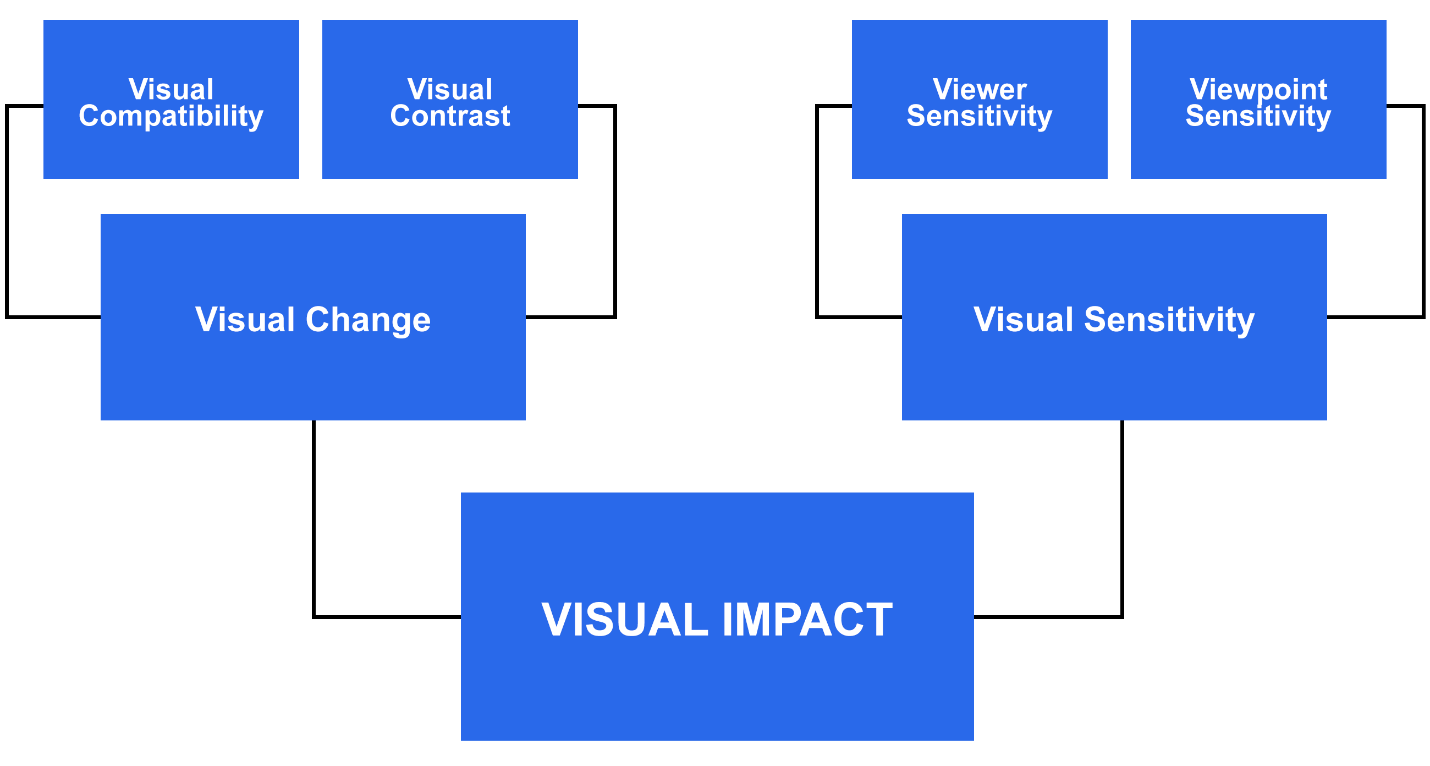 Visual
Compatibility
Visual
Contrast
Viewer
Sensitivity
Viewpoint
Sensitivity
Visual Change
Visual Sensitivity
VISUAL IMPACT